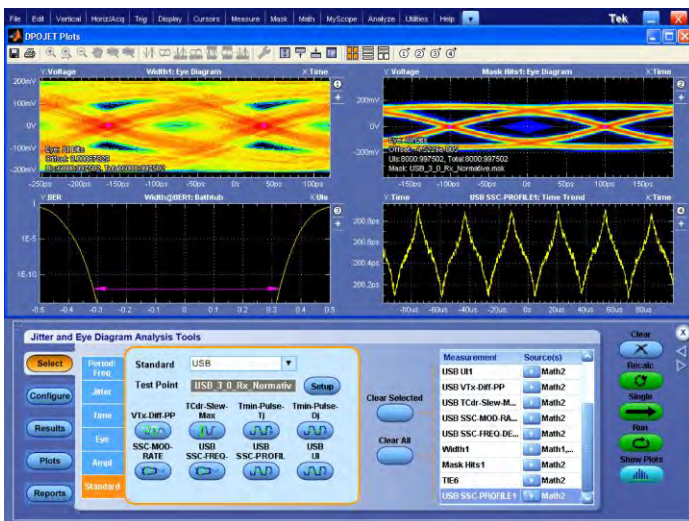 File Edit Vertical Horiz/Acq Trig Display Cursors Measure Mask Math MyScope Analyze Utilities Help Tek
DPOJET Plots
Y:Voltage Width1: Eye Diagram X:Time
200mV
100mV
0V
-100mV
-200mV
Eye: All Bits
-250ps -200ps -150ps -100ps -50ps 0s 50ps 100ps 150ps
Y:Voltage Mask Hits1: Eye Diagram X:Time
200mV
0V
-200mV
Eye: All Bits
UIs:8000:997502, Total:8000:997502
Mask: USB_3_0_Rx_Normative.msk
-150ps -100ps -50ps 0s 50ps 100ps
Y:BER Width@BER1: Bathtub X:UIs
1
1E-5
1E-10
-0.5 -0.4 -0.3 -0.2 -0.1 0 0.1 0.2 0.3 0.4 0.5
Y:Time USB SSC-PROFILE1: Time Trend X:Time
200.8ps
200.6ps
200.4ps
200.2ps
-80us -60us -40us -20us 0s 20us 40us 60us 80us
Jitter and Eye Diagram Analysis Tools
Select
Configure
Results
Plots
Reports
Period/
Freq
Jitter
Time
Eye
Ampl
Standard
Standard USB
Test Point USB_3_0_Rx_Normativ Setup
VTx-Diff-PP
TCdr-Slew-
Max
Tmin-Pulse-
Tj
Tmin-Pulse-
Dj
SSC-MOD-
RATE
USB
SSC-FREQ-
USB
SSC-PROFIL
USB
UI
Clear Selected
Clear All
Measurement Source(s)
USB UI1 Math2
USB VTx-Diff-PP Math2
USB TCdr-Slew-M... Math2
USB SSC-MOD-RA... Math2
USB SSC-FREQ-DE... Math2
Width1 Math1,...
Mask Hits1 Math2
TIE6 Math2
USB SSC-PROFILE1 Math2
Clear
Recalc
Single
Run
Show Plots